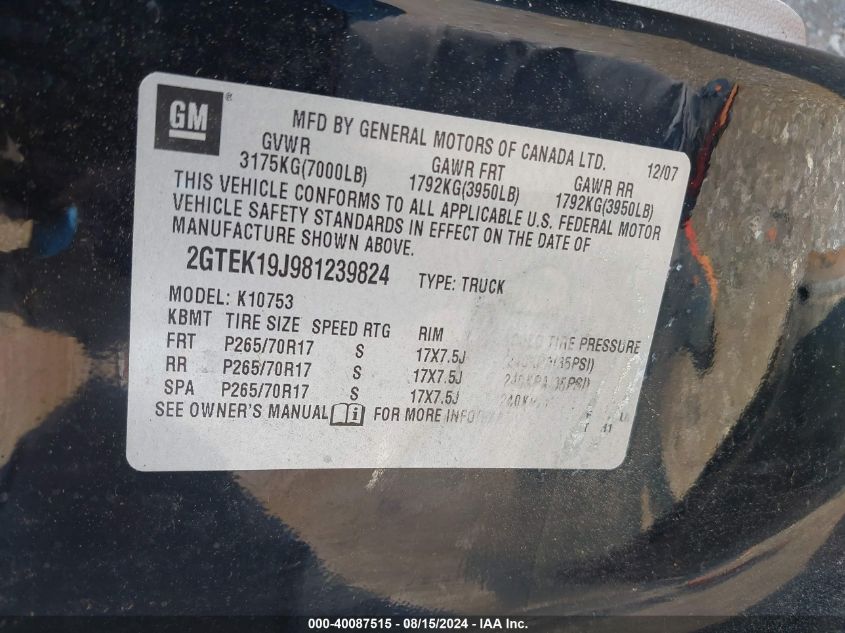 GM ®
MFD BY GENERAL MOTORS OF CANADA LTD.
12/07
GVWR GAWR FRT GAWR RR
3175KG(7000LB) 1792KG(3950LB) 1792KG(3950LB)
THIS VEHICLE CONFORMS TO ALL APPLICABLE U.S. FEDERAL MOTOR
VEHICLE SAFETY STANDARDS IN EFFECT ON THE DATE OF
MANUFACTURE SHOWN ABOVE.
2GTEK19J981239824 TYPE: TRUCK
MODEL: K10753
KBMT TIRE SIZE SPEED RTG RIM TIRE PRESSURE
FRT P265/70R17 S 17X7.5J
RR P265/70R17 S 17X7.5J 240KPA(35PSI)
SPA P265/70R17 S 17X7.5J
SEE OWNER'S MANUAL i FOR MORE
000-40087515 - 08/15/2024 - IAA Inc.